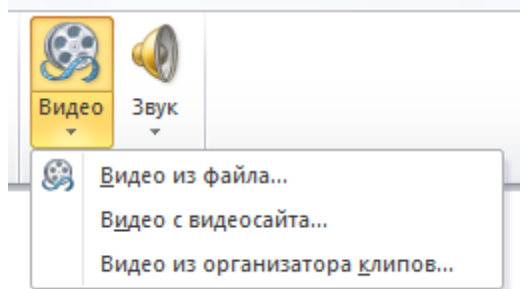 Видео Звук
Видео из файла...
Видео с видеосайта...
Видео из организатора клипов...